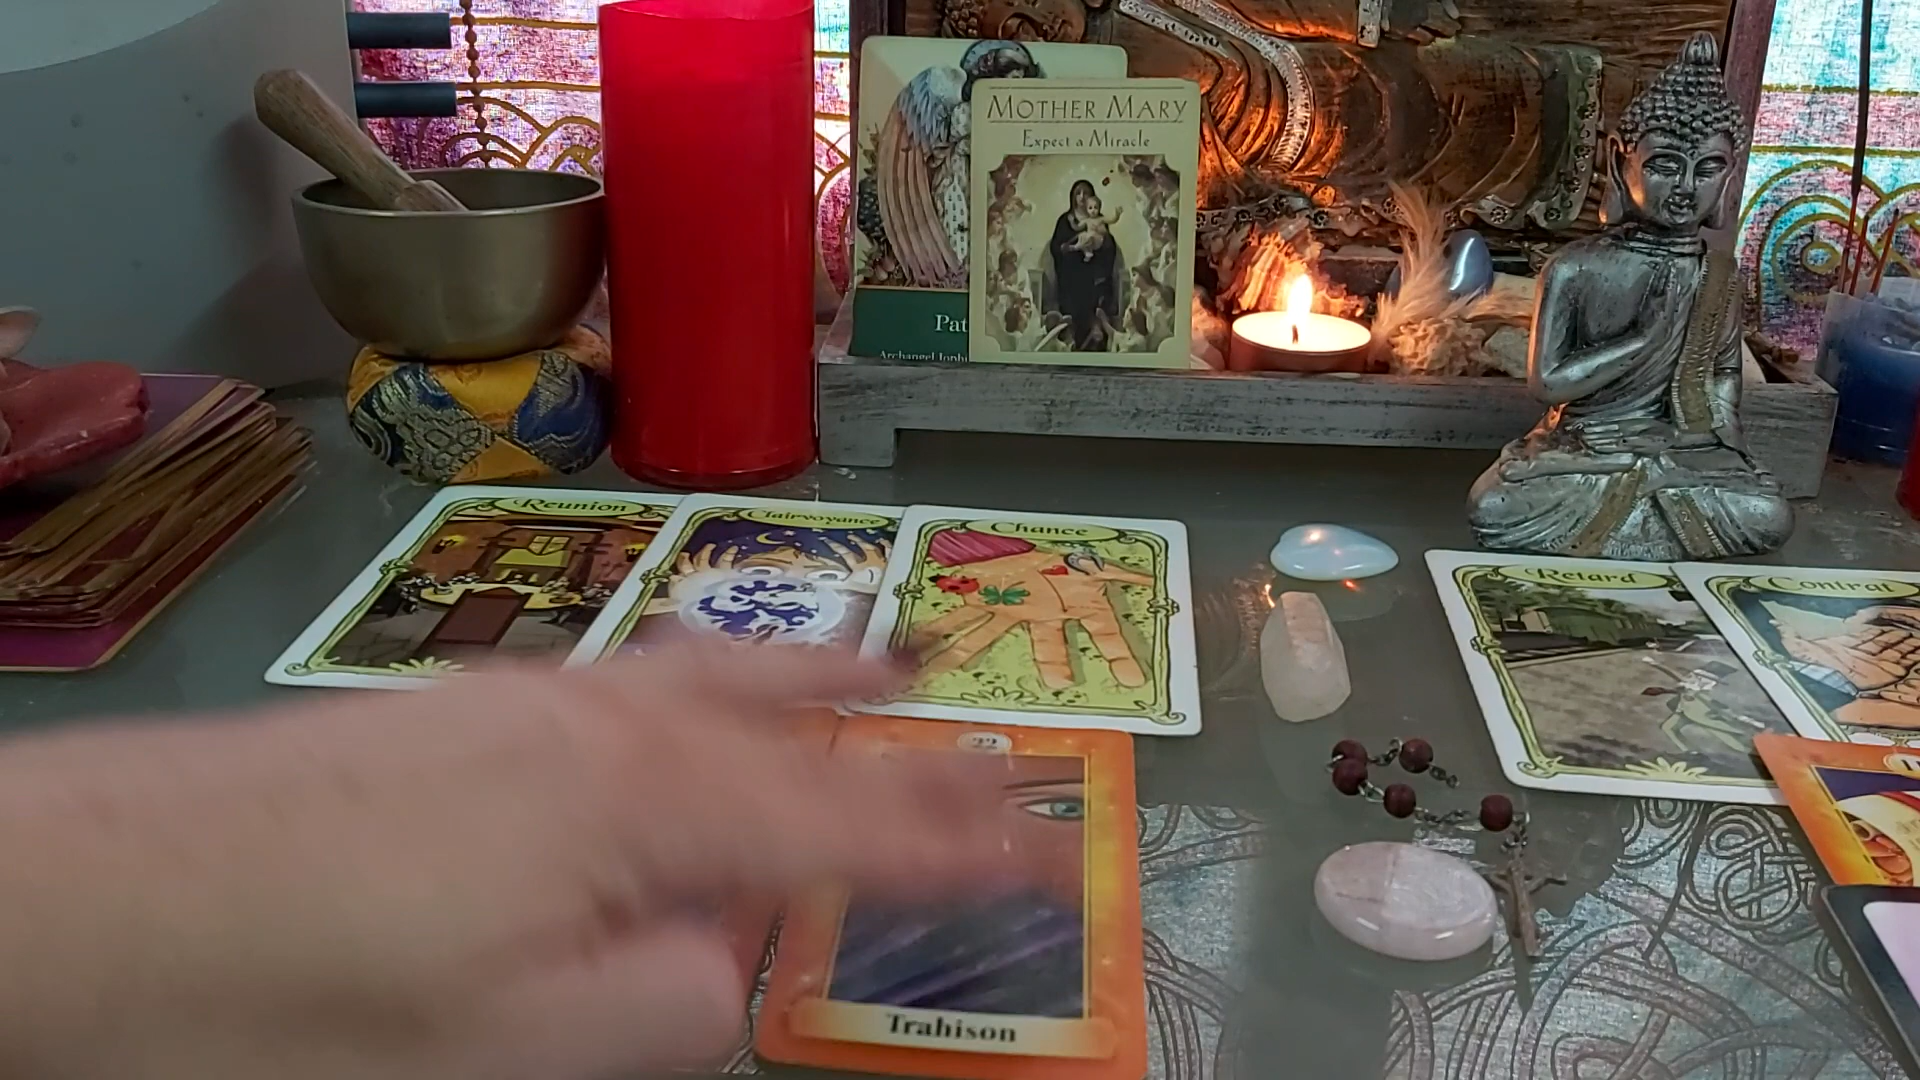 MOTHER MARY
Expect a Miracle
Pat
Archangel Jophi
Reunion
Clairvoyance
Chance
Retard
Contrat
22
Trahison